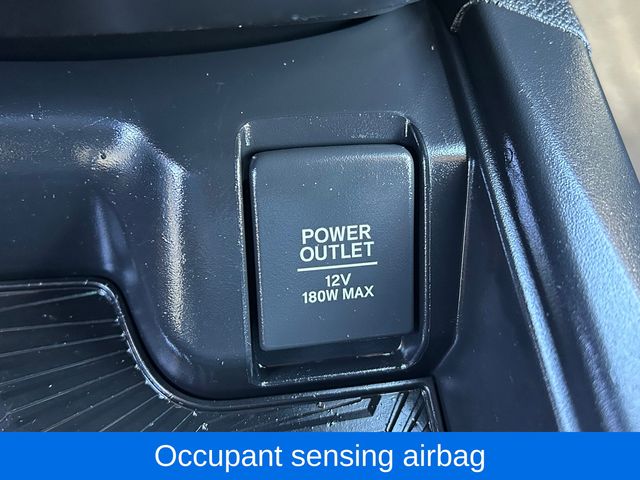 POWER
OUTLET
12V
180W MAX
Occupant sensing airbag